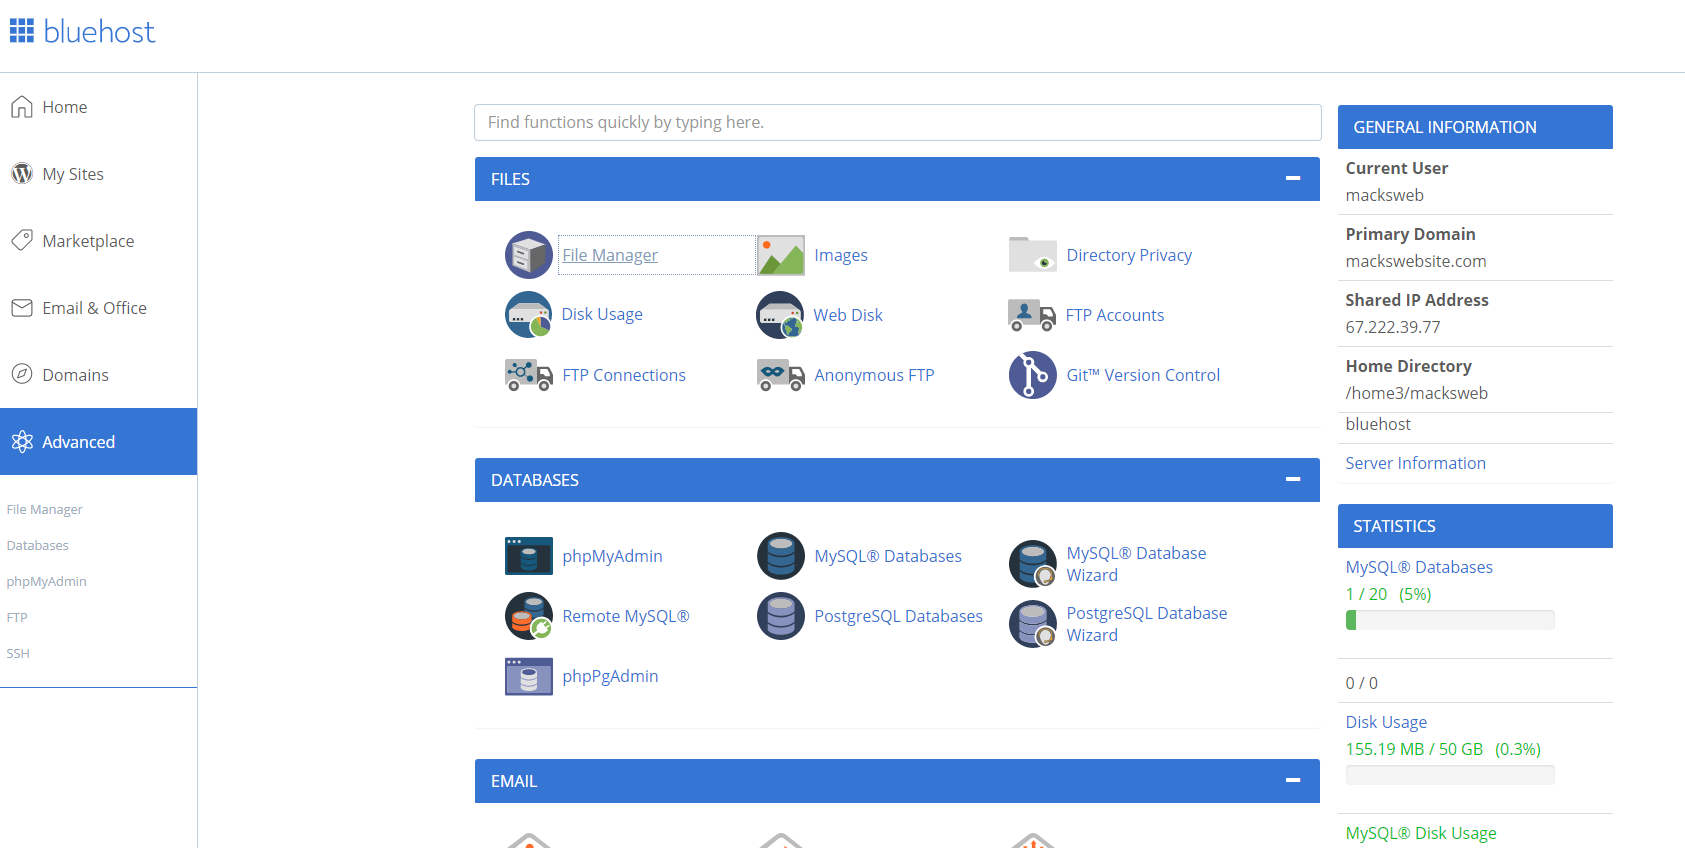 bluehost
Home
My Sites
Marketplace
Email & Office
Domains
Advanced
File Manager
Databases
phpMyAdmin
FTP
SSH
Find functions quickly by typing here.
FILES
File Manager
Images
Directory Privacy
Disk Usage
Web Disk
FTP Accounts
FTP Connections
Anonymous FTP
Git™ Version Control
DATABASES
phpMyAdmin
MySQL® Databases
MySQL® Database
Wizard
Remote MySQL®
PostgreSQL Databases
PostgreSQL Database
Wizard
phpPgAdmin
EMAIL
GENERAL INFORMATION
Current User
macksweb
Primary Domain
mackswebsite.com
Shared IP Address
67.222.39.77
Home Directory
/home3/macksweb
bluehost
Server Information
STATISTICS
MySQL® Databases
1 / 20 (5%)
0 / 0
Disk Usage
155.19 MB / 50 GB (0.3%)
MySQL® Disk Usage